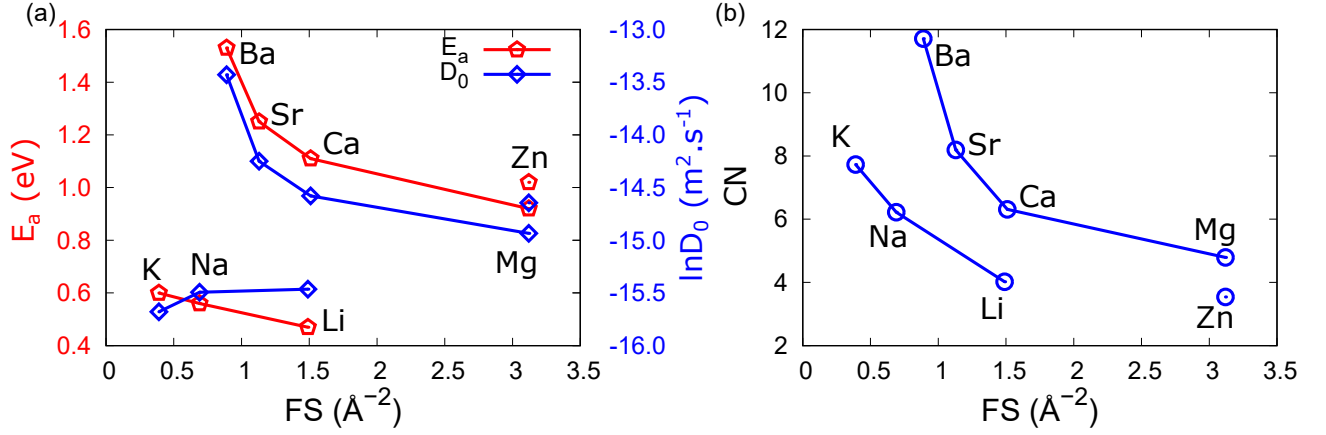 (a)
1.6
1.4
1.2
1.0
0.8
0.6
0.4
E_a (eV)
0
0.5
1
1.5
2
2.5
3
3.5
FS (Å⁻²)
-13.0
-13.5
-14.0
-14.5
-15.0
-15.5
-16.0
lnD₀ (m².s⁻¹)
E_a
D₀
Ba
Sr
Ca
Zn
Mg
K
Na
Li
(b)
12
10
8
6
4
2
CN
0
0.5
1
1.5
2
2.5
3
3.5
FS (Å⁻²)
Ba
K
Sr
Ca
Na
Mg
Li
Zn